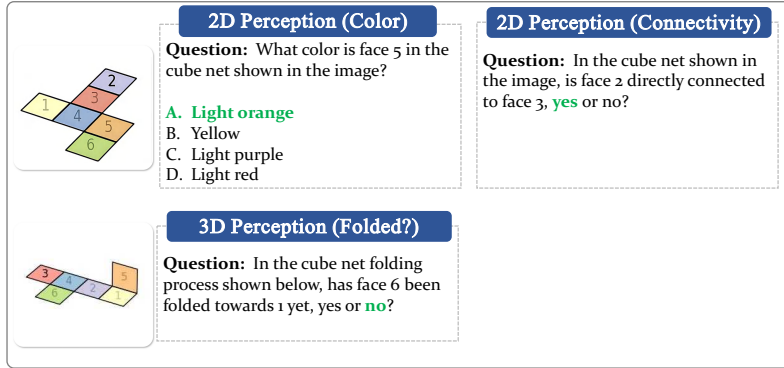 2D Perception (Color)
Question: What color is face 5 in the
cube net shown in the image?
A. Light orange
B. Yellow
C. Light purple
D. Light red
2D Perception (Connectivity)
Question: In the cube net shown in
the image, is face 2 directly connected
to face 3, yes or no?
2
3
1
4
5
6
3D Perception (Folded?)
Question: In the cube net folding
process shown below, has face 6 been
folded towards 1 yet, yes or no?
3
4
5
2
6
1